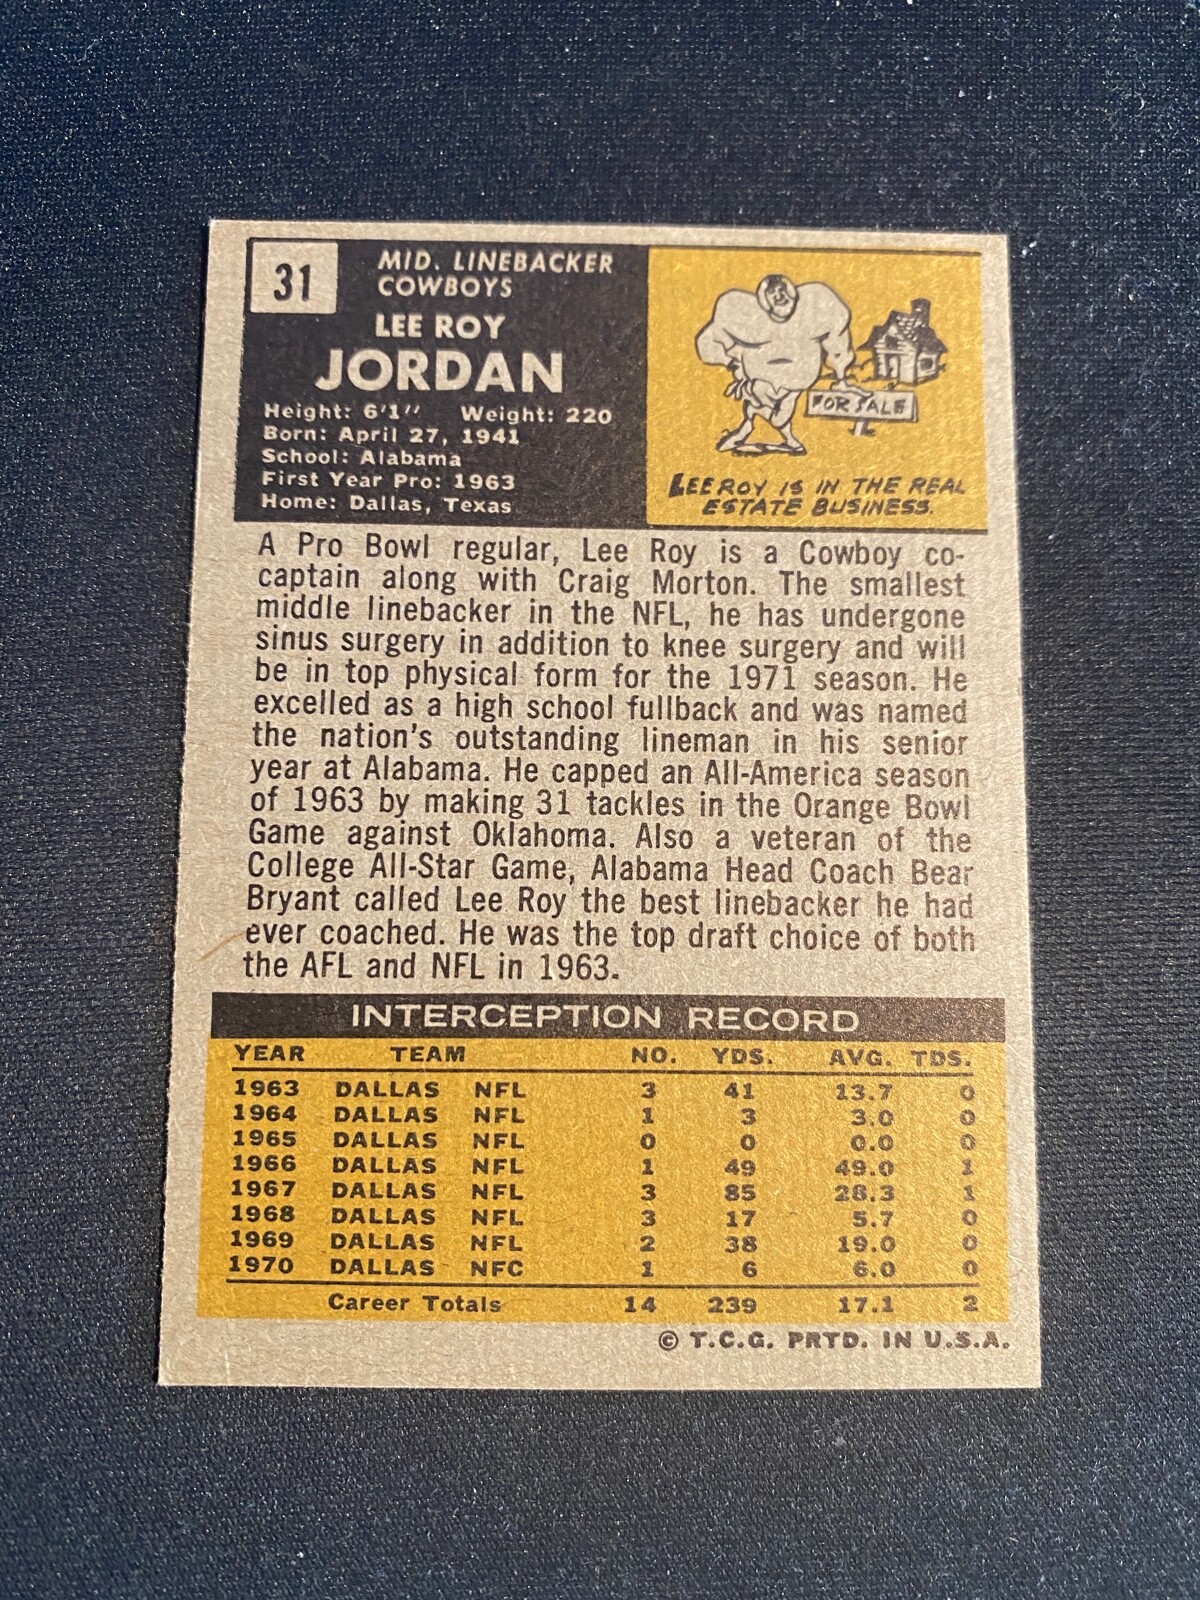 31
MID. LINEBACKER
COWBOYS
LEE ROY
JORDAN
Height: 6'1" Weight: 220
Born: April 27, 1941
School: Alabama
First Year Pro: 1963
Home: Dallas, Texas
FOR SALE
LEE ROY IS IN THE REAL
ESTATE BUSINESS.
A Pro Bowl regular, Lee Roy is a Cowboy co-
captain along with Craig Morton. The smallest
middle linebacker in the NFL, he has undergone
sinus surgery in addition to knee surgery and will
be in top physical form for the 1971 season. He
excelled as a high school fullback and was named
the nation's outstanding lineman in his senior
year at Alabama. He capped an All-America season
of 1963 by making 31 tackles in the Orange Bowl
Game against Oklahoma. Also a veteran of the
College All-Star Game, Alabama Head Coach Bear
Bryant called Lee Roy the best linebacker he had
ever coached. He was the top draft choice of both
the AFL and NFL in 1963.
INTERCEPTION RECORD
YEAR TEAM NO. YDS. AVG. TDS.
1963 DALLAS NFL 3 41 13.7 0
1964 DALLAS NFL 1 3 3.0 0
1965 DALLAS NFL 0 0 0.0 0
1966 DALLAS NFL 1 49 49.0 1
1967 DALLAS NFL 3 85 28.3 1
1968 DALLAS NFL 3 17 5.7 0
1969 DALLAS NFL 2 38 19.0 0
1970 DALLAS NFC 1 6 6.0 0
Career Totals 14 239 17.1 2
© T.C.G. PRTD. IN U.S.A.